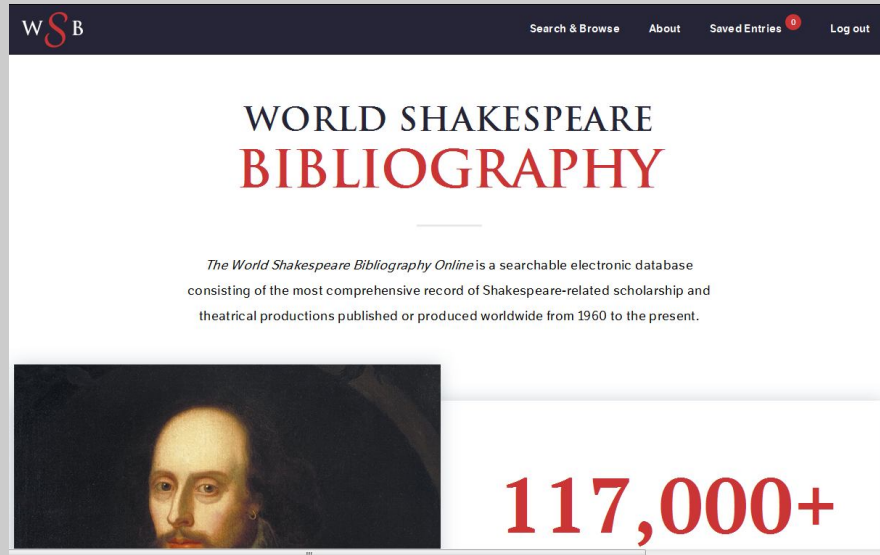 WSB
Search & Browse About Saved Entries 0 Log out
WORLD SHAKESPEARE
BIBLIOGRAPHY
The World Shakespeare Bibliography Online is a searchable electronic database
consisting of the most comprehensive record of Shakespeare-related scholarship and
theatrical productions published or produced worldwide from 1960 to the present.
117,000+